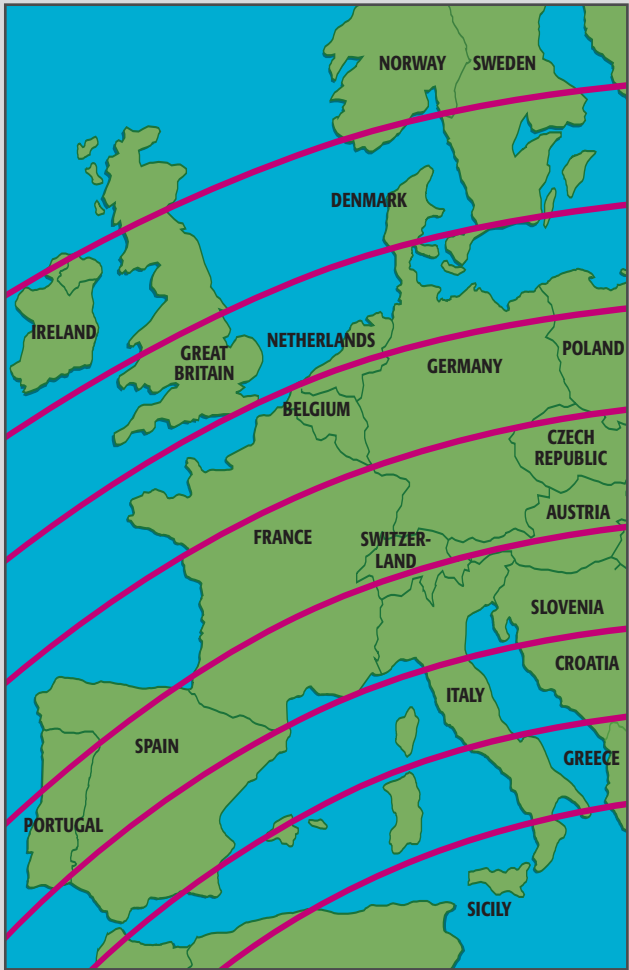 NORWAY
SWEDEN
DENMARK
IRELAND
GREAT
BRITAIN
NETHERLANDS
GERMANY
POLAND
BELGIUM
CZECH
REPUBLIC
AUSTRIA
FRANCE
SWITZER-
LAND
SLOVENIA
CROATIA
ITALY
SPAIN
GREECE
PORTUGAL
SICILY